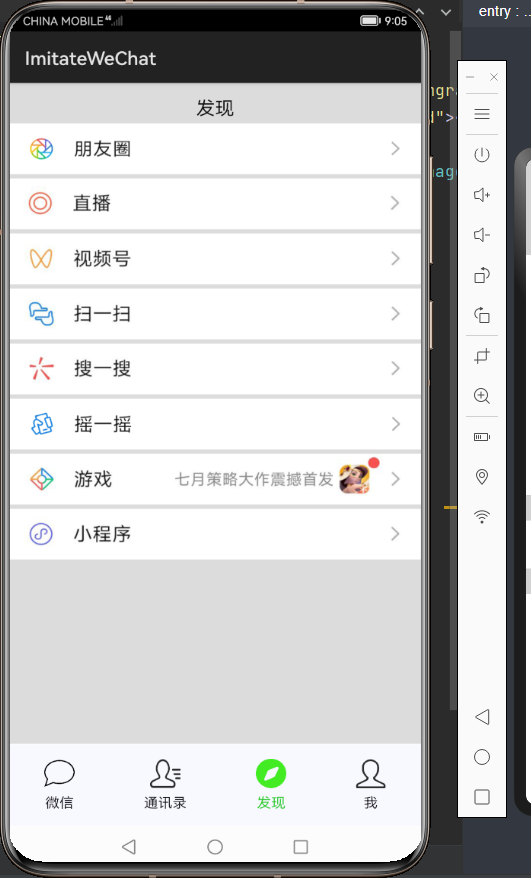 CHINA MOBILE 9:05
entry : ..
ImitateWeChat
发现
朋友圈
直播
视频号
扫一扫
搜一搜
摇一摇
游戏 七月策略大作震撼首发
小程序
微信 通讯录 发现 我